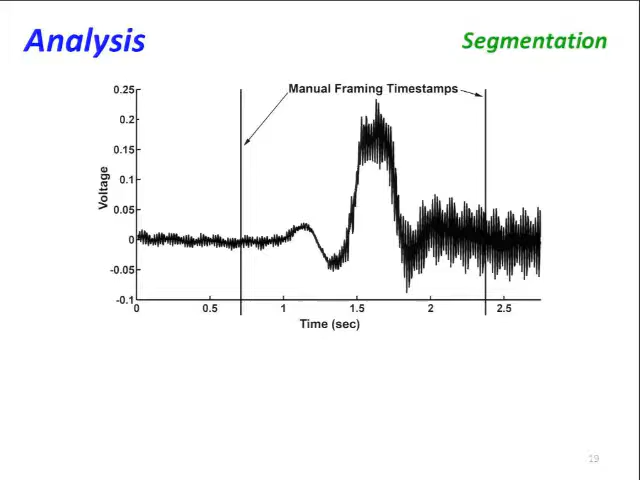 Analysis
Segmentation
Manual Framing Timestamps
0.25
0.2
0.15
0.1
0.05
0
-0.05
-0.1
Voltage
0 0.5 1 1.5 2 2.5
Time (sec)
19